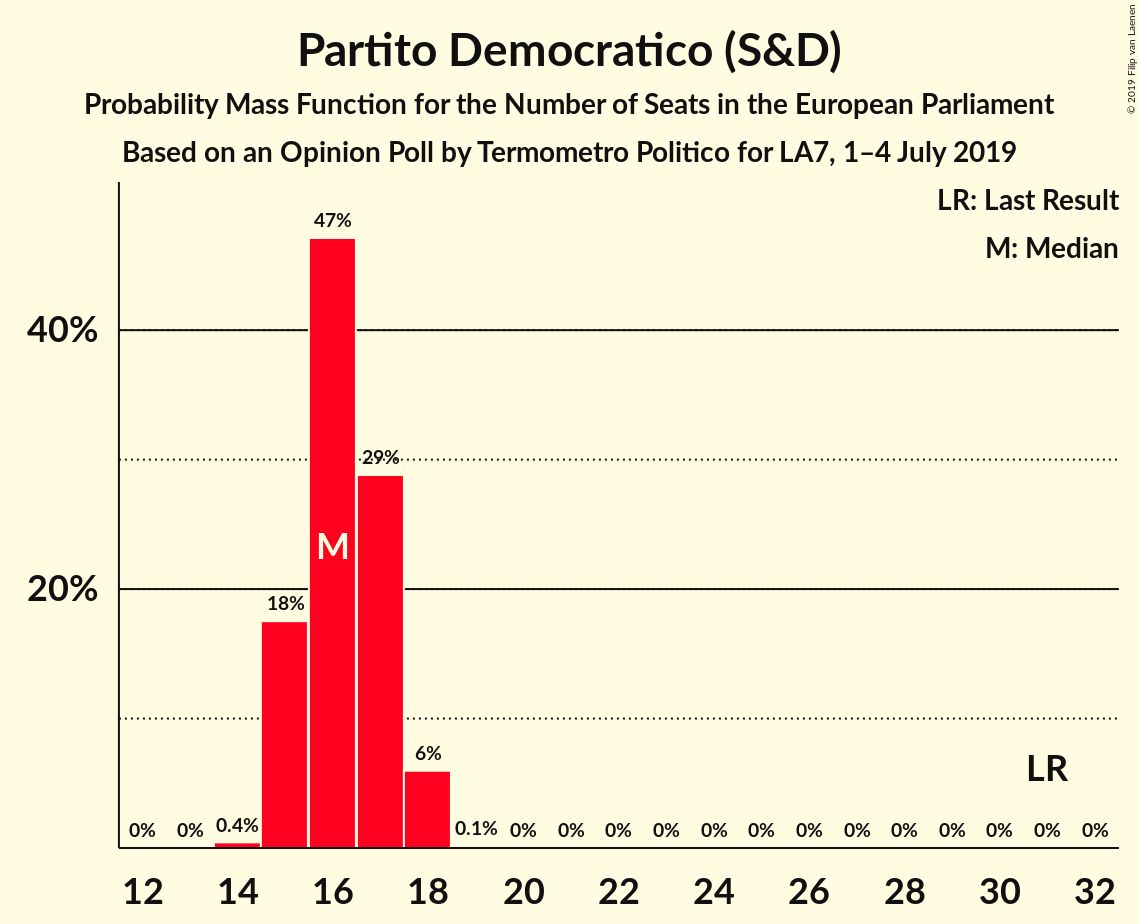 Partito Democratico (S&D)
Probability Mass Function for the Number of Seats in the European Parliament
Based on an Opinion Poll by Termometro Politico for LA7, 1–4 July 2019
© 2019 Filip van Laenen
LR: Last Result
M: Median
47%
40%
29%
M
20%
18%
6%
LR
0% 0% 0.4% 0.1% 0% 0% 0% 0% 0% 0% 0% 0% 0% 0% 0% 0% 0%
12 14 16 18 20 22 24 26 28 30 32